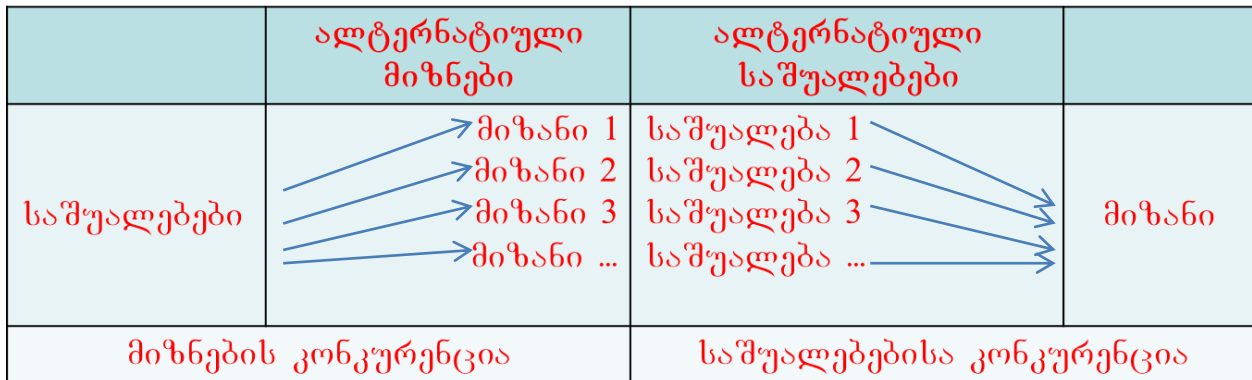 ალტერნატიული
მიზნები
ალტერნატიული
საშუალებები
საშუალებები
მიზანი 1
მიზანი 2
მიზანი 3
მიზანი ...
საშუალება 1
საშუალება 2
საშუალება 3
საშუალება ...
მიზანი
მიზნების კონკურენცია
საშუალებებისა კონკურენცია